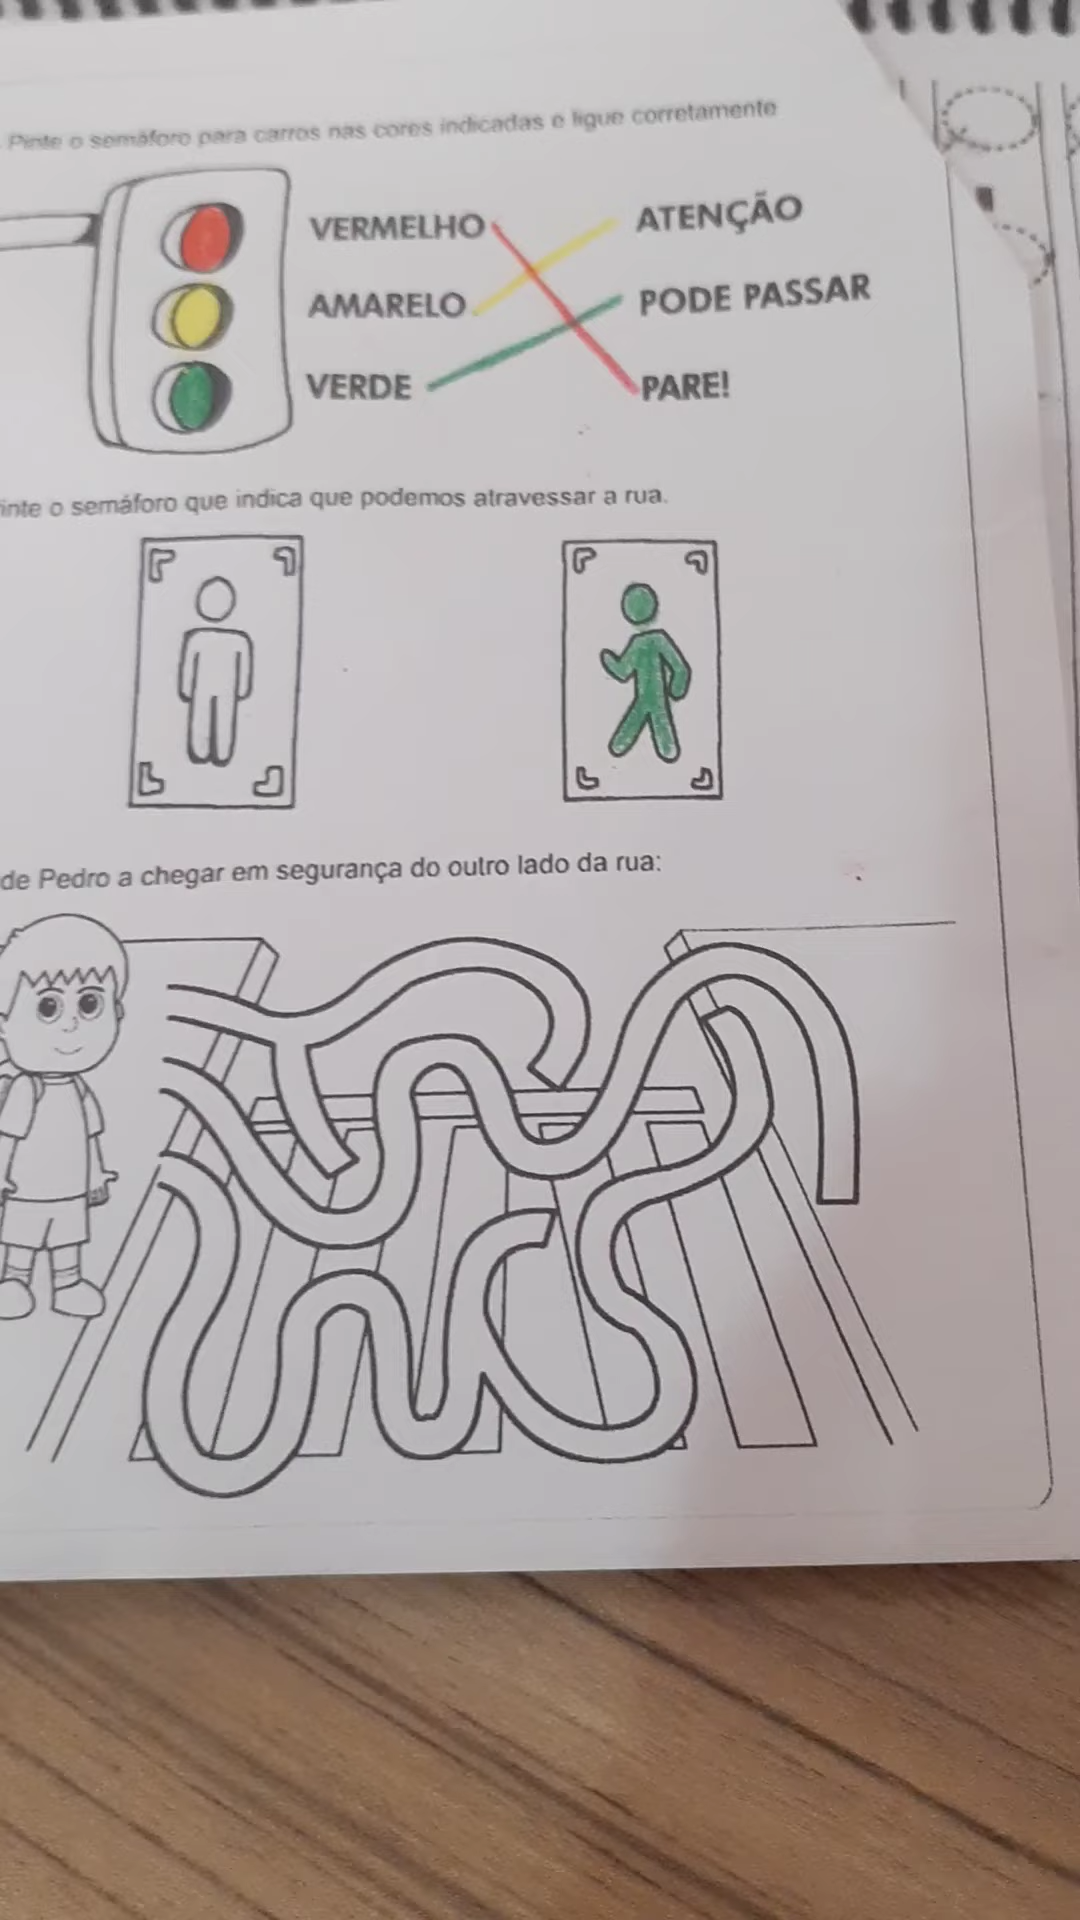 Pinte o semáforo para carros nas cores indicadas e ligue corretamente
VERMELHO ATENÇÃO
AMARELO PODE PASSAR
VERDE PARE!
inte o semáforo que indica que podemos atravessar a rua.
de Pedro a chegar em segurança do outro lado da rua: